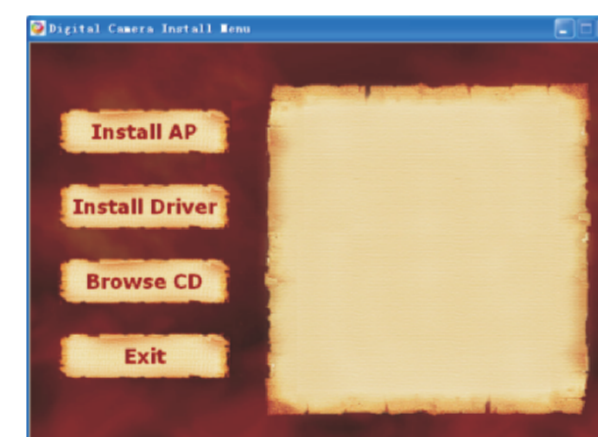 Digital Camera Install Menu
Install AP
Install Driver
Browse CD
Exit